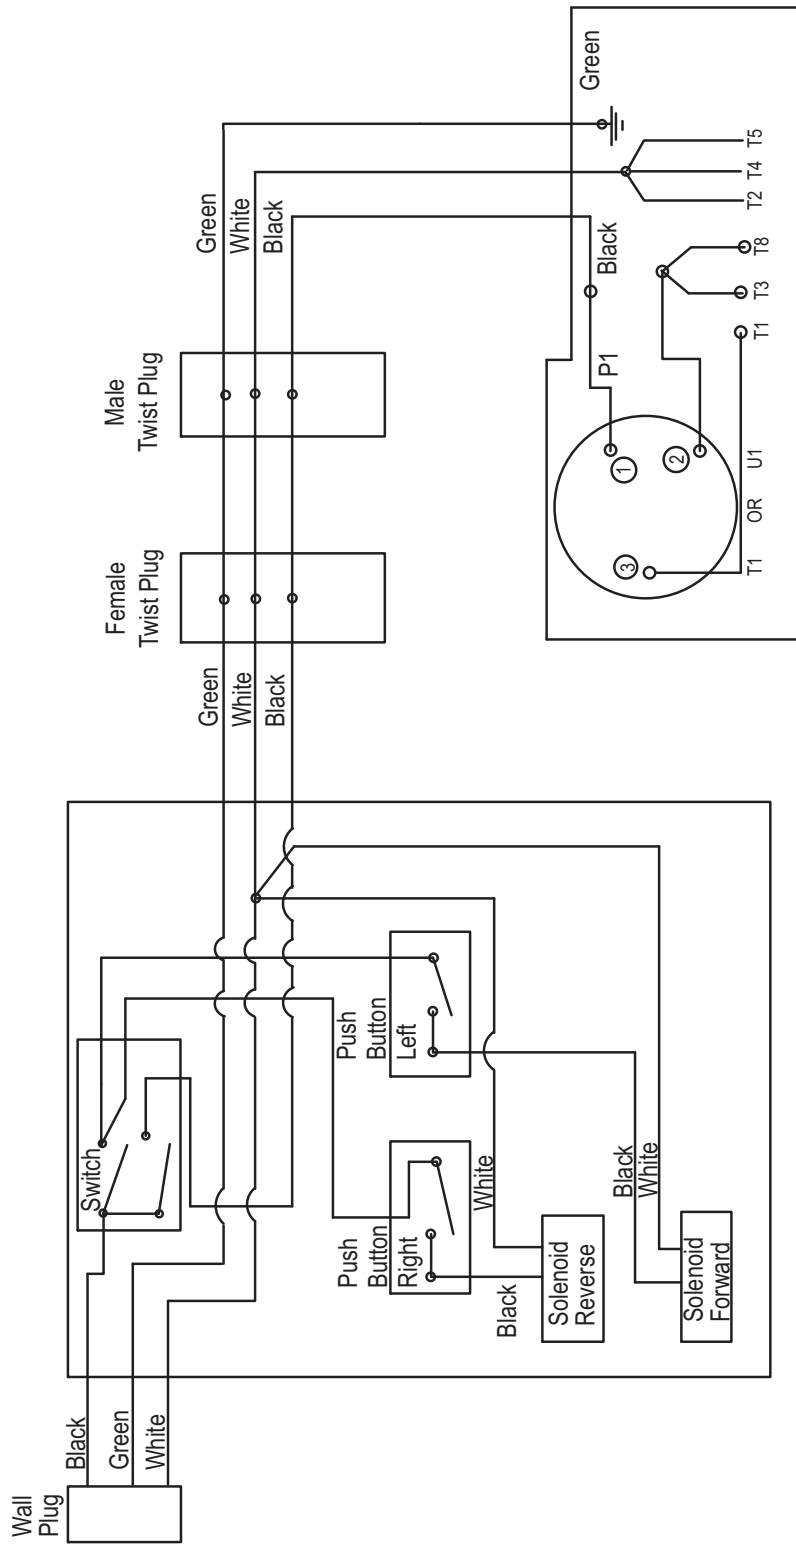 Wall
Plug
Black
Green
White
Switch
Push
Button
Right
Push
Button
Left
Black
White
Solenoid
Reverse
Black
White
Solenoid
Forward
Green
White
Black
Female
Twist Plug
Male
Twist Plug
Green
White
Black
Green
Black
P1
1
2
3
T1
OR
U1
T1
T3
T8
T2
T4
T5